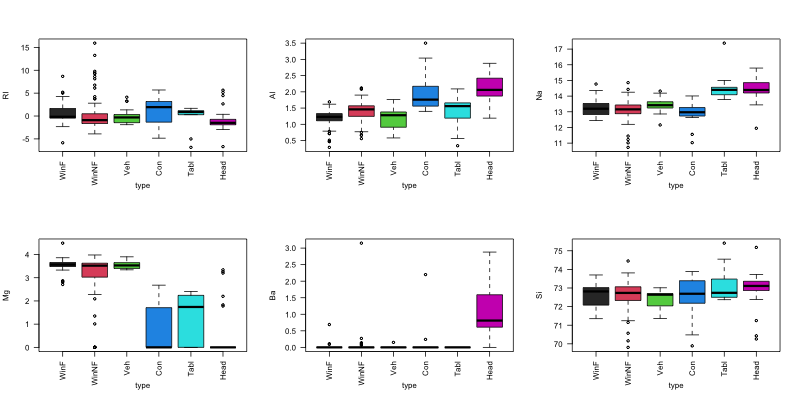 RI
15
10
5
0
-5
WinF WinNF Veh Con Tabl Head
type
Al
3.5
3.0
2.5
2.0
1.5
1.0
0.5
WinF WinNF Veh Con Tabl Head
type
Na
17
16
15
14
13
12
11
WinF WinNF Veh Con Tabl Head
type
Mg
4
3
2
1
0
WinF WinNF Veh Con Tabl Head
type
Ba
3.0
2.5
2.0
1.5
1.0
0.5
0.0
WinF WinNF Veh Con Tabl Head
type
Si
75
74
73
72
71
70
WinF WinNF Veh Con Tabl Head
type